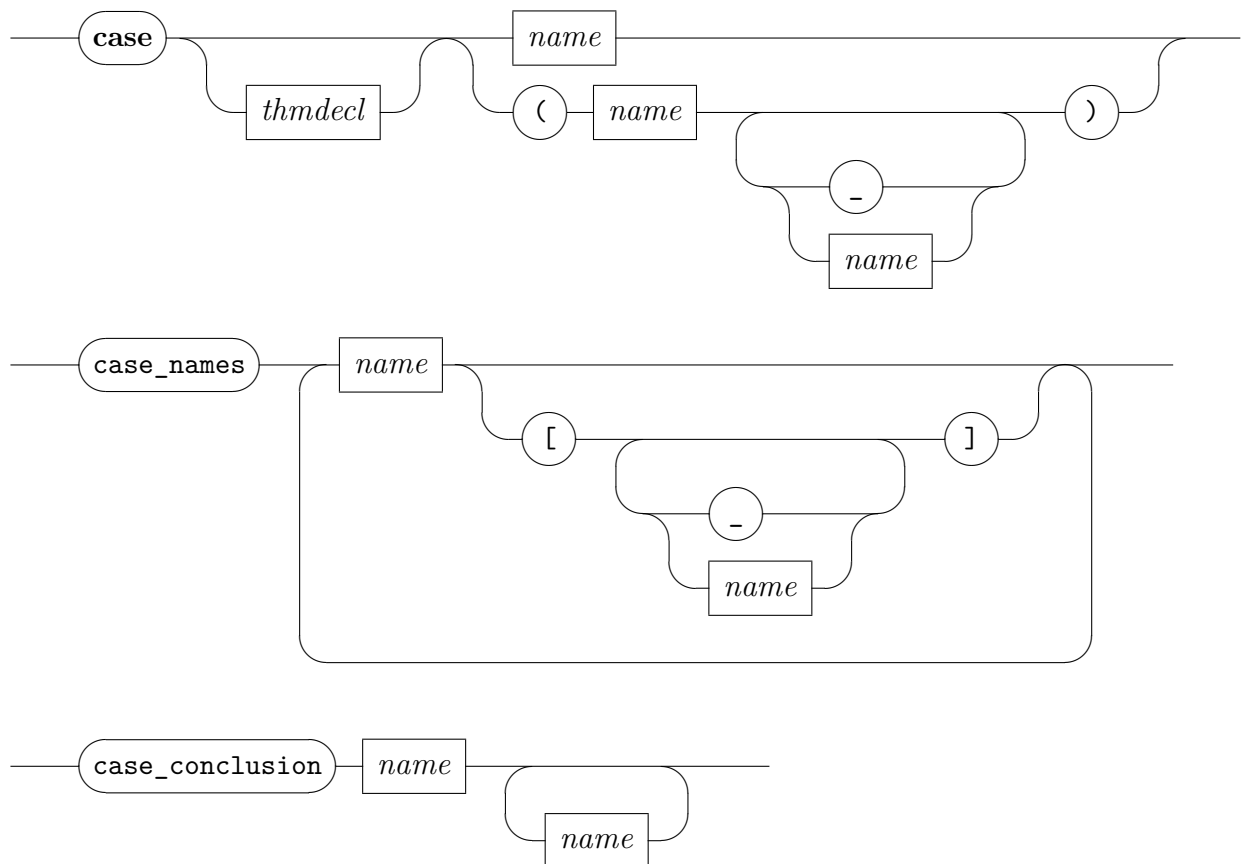 case name
thmdecl ( name )
_
name
case_names name
[ ]
_
name
case_conclusion name
name